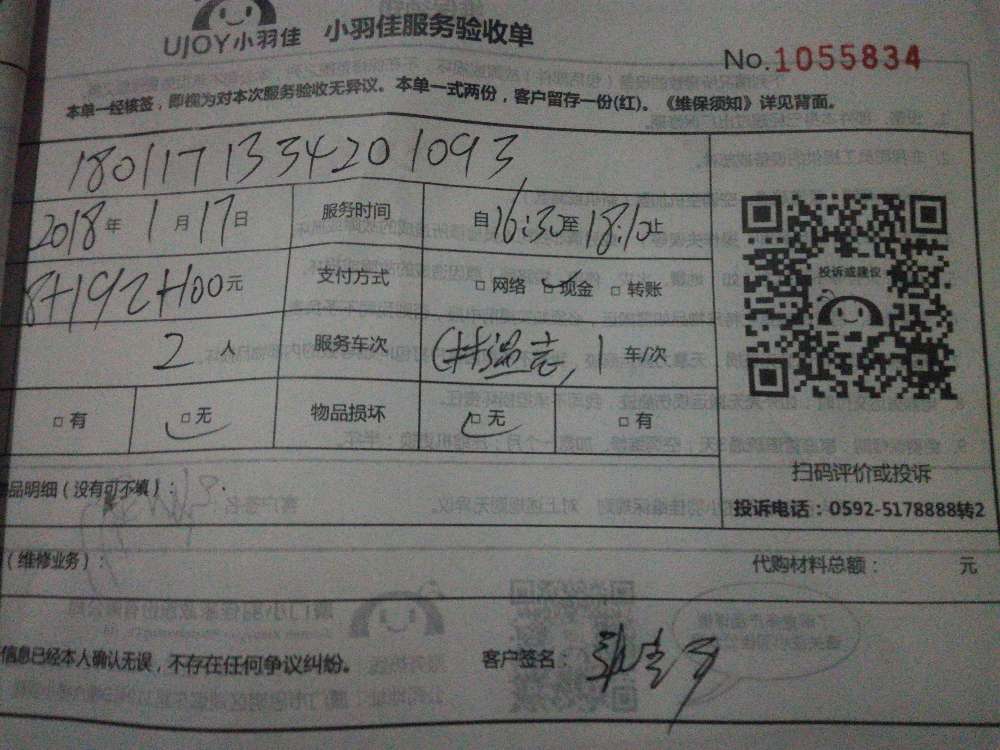 UJOY小羽佳 小羽佳服务验收单
No.1055834
本单一经核签，即视为对本次服务验收无异议。本单一式两份，客户留存一份(红)。《维保须知》详见背面。
180117133420 1093
2018年1月17日 服务时间 自16:30至18:10止
8+192+100元 支付方式 □网络 □现金 □转账
2人 服务车次 1车/次
□有 □无 物品损坏 □无 □有
投诉或建议
扫码评价或投诉
投诉电话：0592-5178888转2
品明细（没有可不填）：
（维修业务）： 代购材料总额： 元
信息已经本人确认无误，不存在任何争议纠纷。 客户签名：